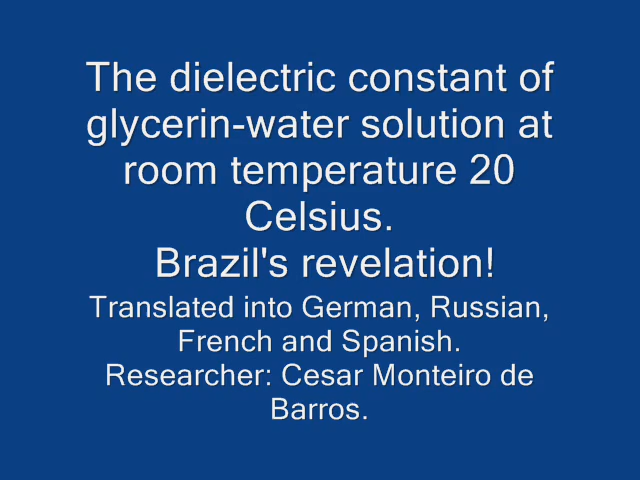 The dielectric constant of
glycerin-water solution at
room temperature 20
Celsius.
Brazil's revelation!
Translated into German, Russian,
French and Spanish.
Researcher: Cesar Monteiro de
Barros.